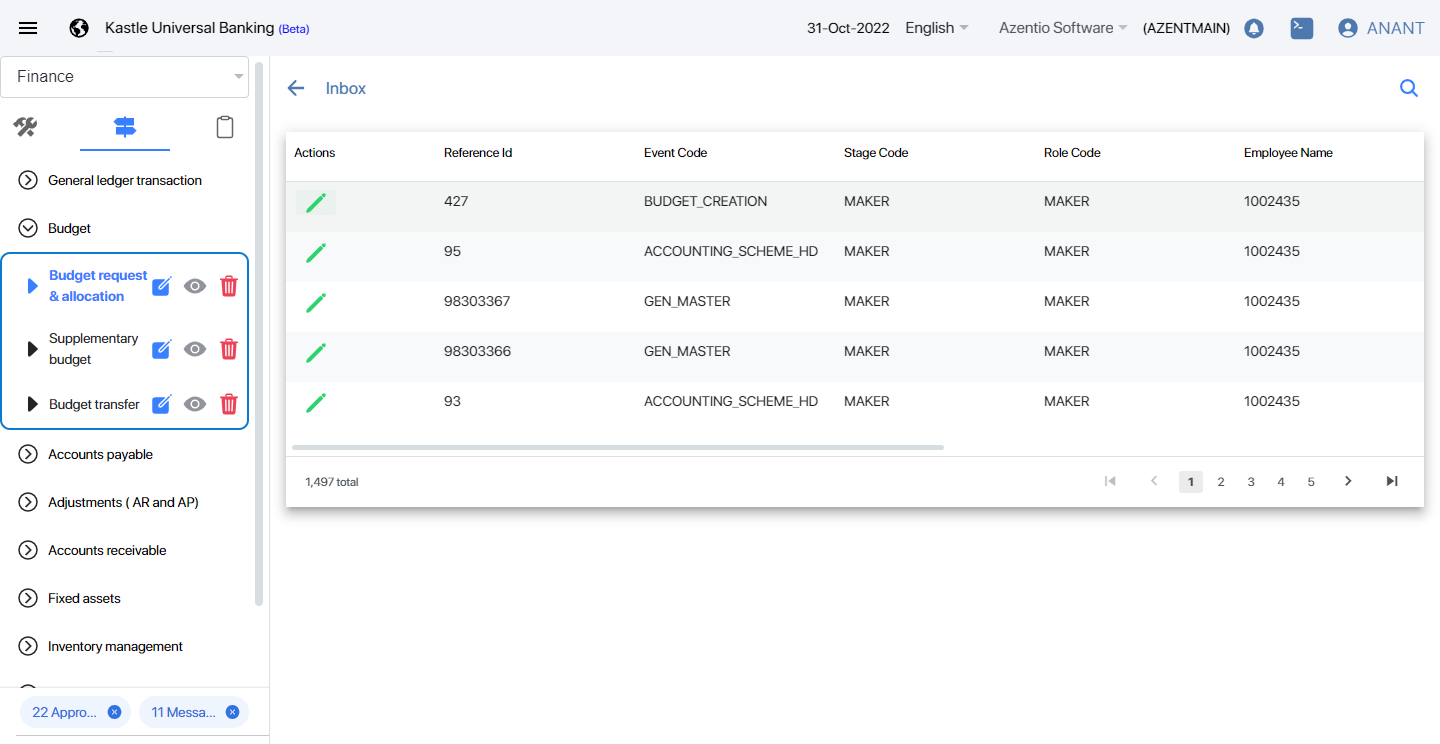 Kastle Universal Banking (Beta)
31-Oct-2022 English Azentio Software (AZENTMAIN) >_ ANANT
Finance
General ledger transaction
Budget
Budget request
& allocation
Supplementary
budget
Budget transfer
Accounts payable
Adjustments ( AR and AP)
Accounts receivable
Fixed assets
Inventory management
22 Appro... 11 Messa...
Inbox
Actions Reference Id Event Code Stage Code Role Code Employee Name
427 BUDGET_CREATION MAKER MAKER 1002435
95 ACCOUNTING_SCHEME_HD MAKER MAKER 1002435
98303367 GEN_MASTER MAKER MAKER 1002435
98303366 GEN_MASTER MAKER MAKER 1002435
93 ACCOUNTING_SCHEME_HD MAKER MAKER 1002435
1,497 total 1 2 3 4 5